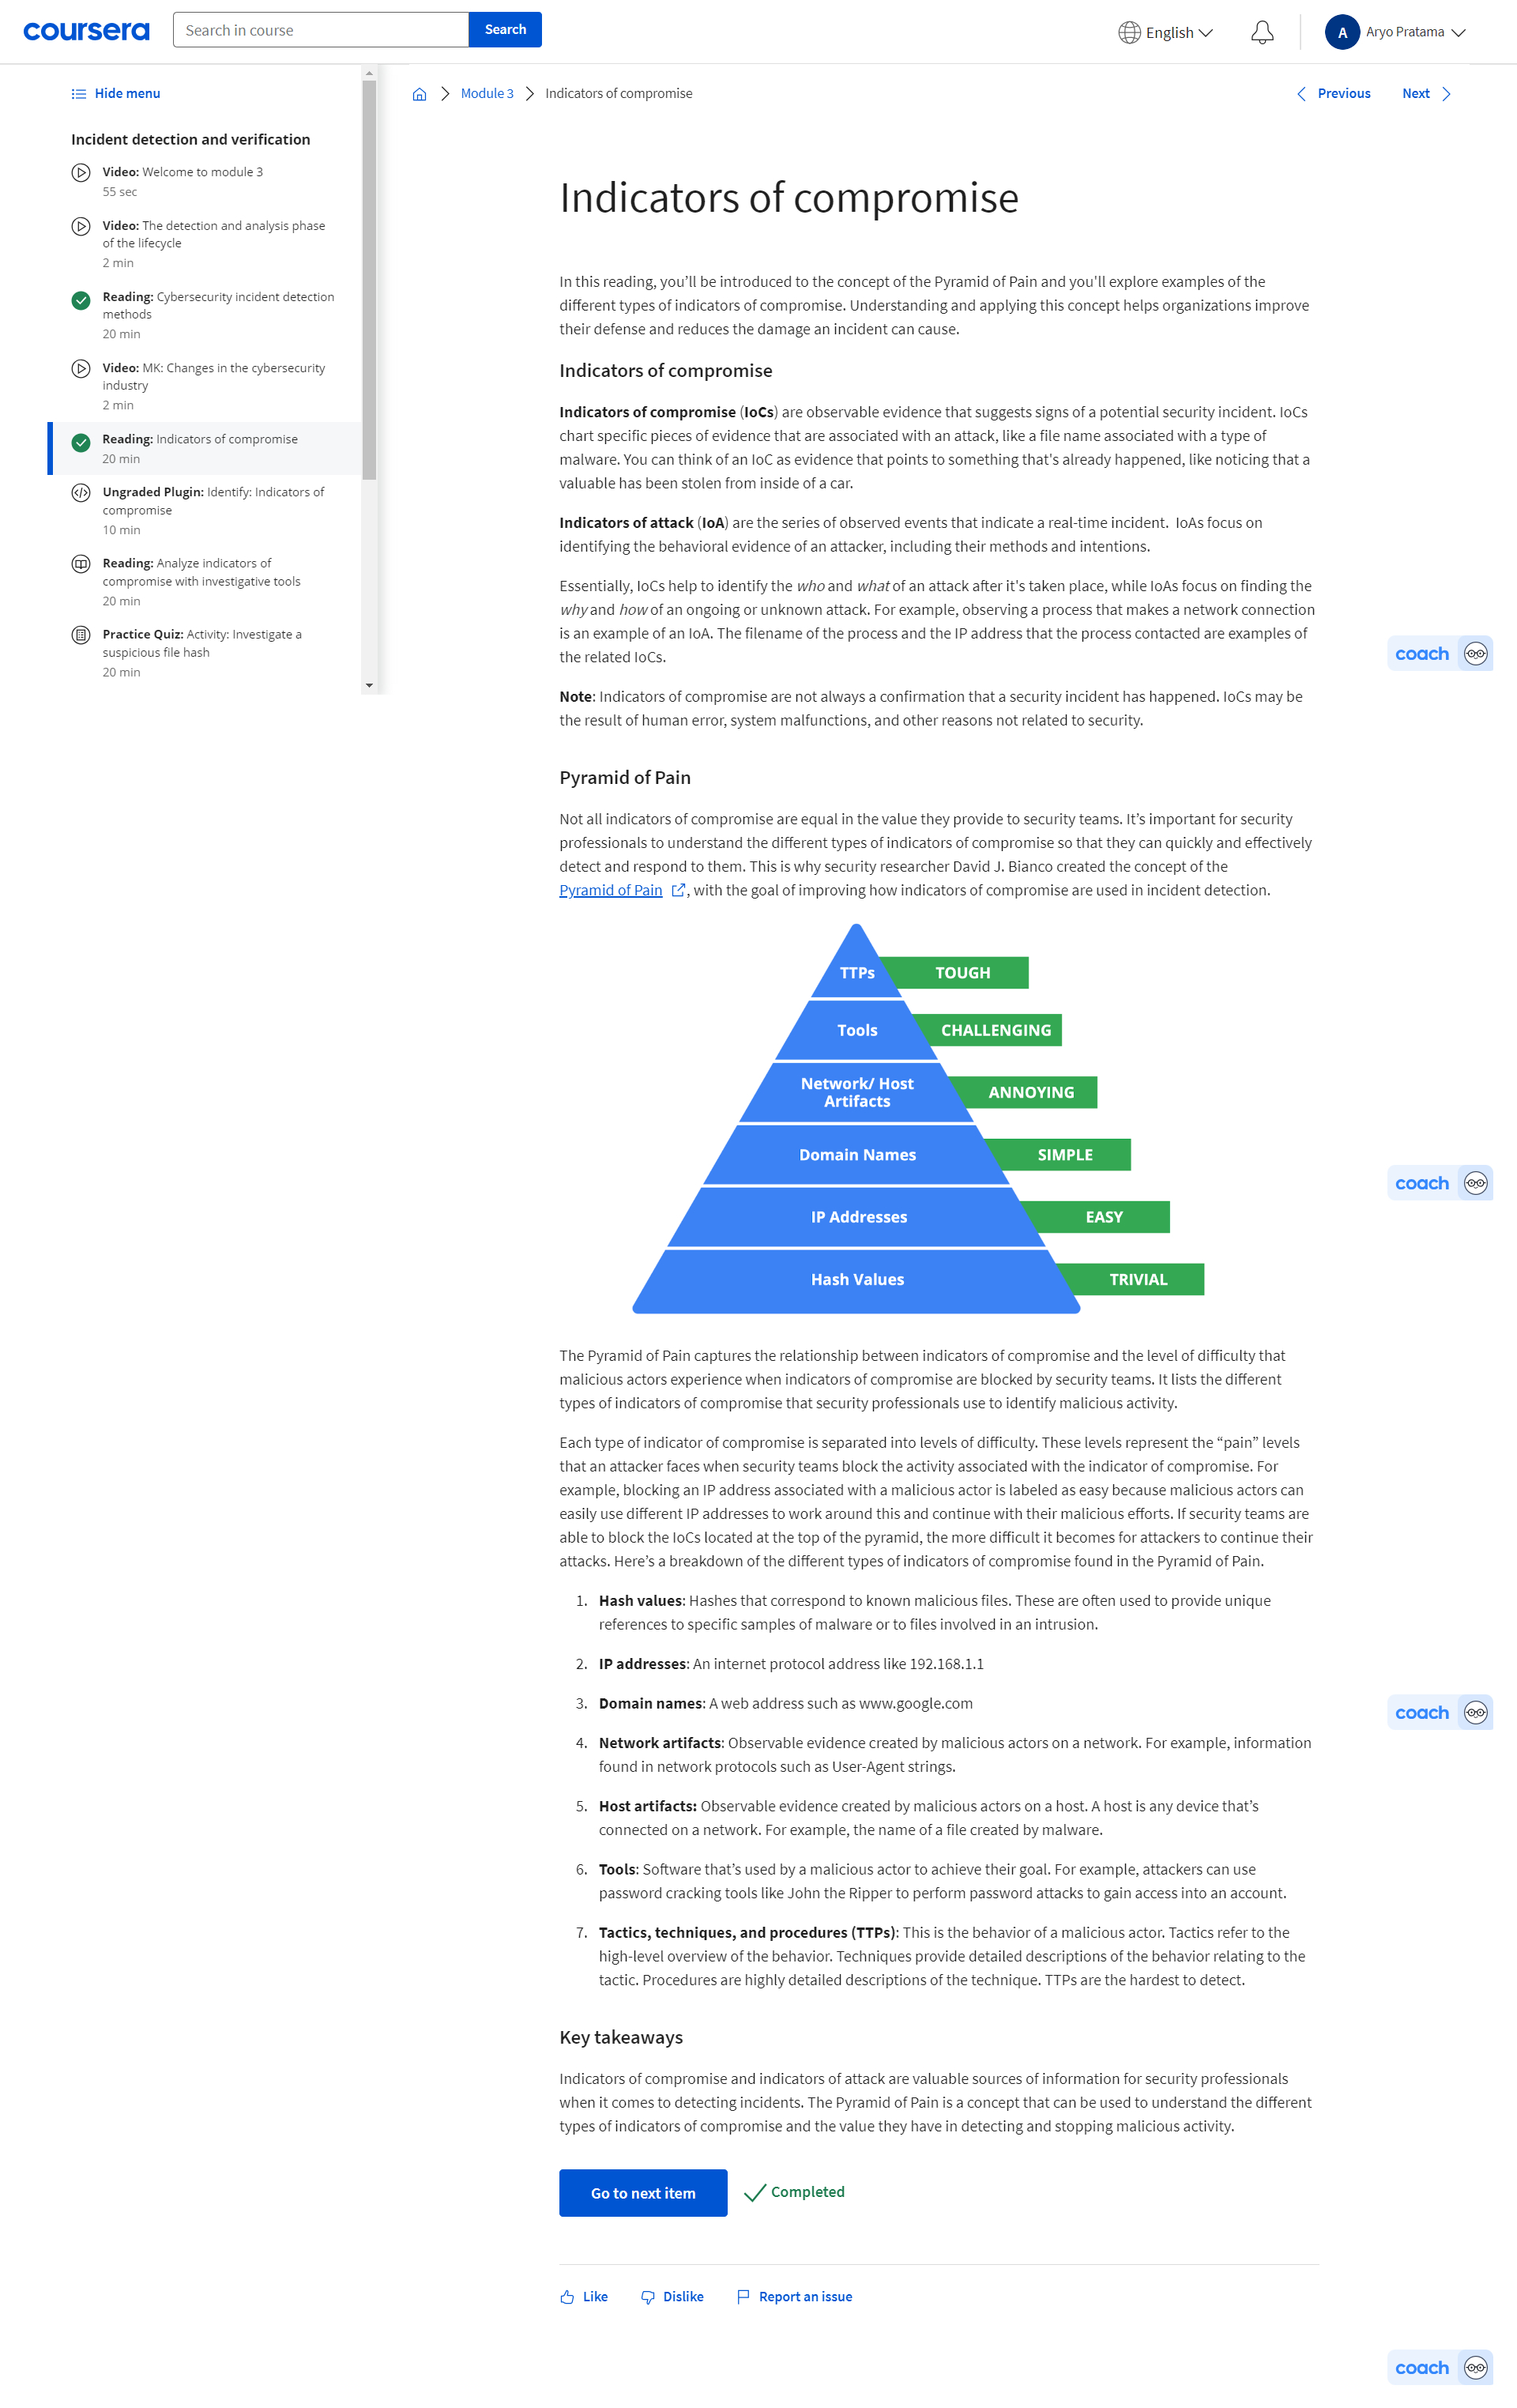 coursera
Search in course
Search
English
A
Aryo Pratama
Hide menu
Incident detection and verification
Video: Welcome to module 3
55 sec
Video: The detection and analysis phase
of the lifecycle
2 min
Reading: Cybersecurity incident detection
methods
20 min
Video: MK: Changes in the cybersecurity
industry
2 min
Reading: Indicators of compromise
20 min
Ungraded Plugin: Identify: Indicators of
compromise
10 min
Reading: Analyze indicators of
compromise with investigative tools
20 min
Practice Quiz: Activity: Investigate a
suspicious file hash
20 min
Module 3
Indicators of compromise
Previous
Next
Indicators of compromise
In this reading, you’ll be introduced to the concept of the Pyramid of Pain and you'll explore examples of the
different types of indicators of compromise. Understanding and applying this concept helps organizations improve
their defense and reduces the damage an incident can cause.
Indicators of compromise
Indicators of compromise (IoCs) are observable evidence that suggests signs of a potential security incident. IoCs
chart specific pieces of evidence that are associated with an attack, like a file name associated with a type of
malware. You can think of an IoC as evidence that points to something that's already happened, like noticing that a
valuable has been stolen from inside of a car.
Indicators of attack (IoA) are the series of observed events that indicate a real-time incident.  IoAs focus on
identifying the behavioral evidence of an attacker, including their methods and intentions.
Essentially, IoCs help to identify the who and what of an attack after it's taken place, while IoAs focus on finding the
why and how of an ongoing or unknown attack. For example, observing a process that makes a network connection
is an example of an IoA. The filename of the process and the IP address that the process contacted are examples of
the related IoCs.
coach
Note: Indicators of compromise are not always a confirmation that a security incident has happened. IoCs may be
the result of human error, system malfunctions, and other reasons not related to security.
Pyramid of Pain
Not all indicators of compromise are equal in the value they provide to security teams. It’s important for security
professionals to understand the different types of indicators of compromise so that they can quickly and effectively
detect and respond to them. This is why security researcher David J. Bianco created the concept of the
Pyramid of Pain , with the goal of improving how indicators of compromise are used in incident detection.
TTPs
TOUGH
Tools
CHALLENGING
Network/ Host
Artifacts
ANNOYING
Domain Names
SIMPLE
coach
IP Addresses
EASY
Hash Values
TRIVIAL
The Pyramid of Pain captures the relationship between indicators of compromise and the level of difficulty that
malicious actors experience when indicators of compromise are blocked by security teams. It lists the different
types of indicators of compromise that security professionals use to identify malicious activity.
Each type of indicator of compromise is separated into levels of difficulty. These levels represent the “pain” levels
that an attacker faces when security teams block the activity associated with the indicator of compromise. For
example, blocking an IP address associated with a malicious actor is labeled as easy because malicious actors can
easily use different IP addresses to work around this and continue with their malicious efforts. If security teams are
able to block the IoCs located at the top of the pyramid, the more difficult it becomes for attackers to continue their
attacks. Here’s a breakdown of the different types of indicators of compromise found in the Pyramid of Pain.
1. Hash values: Hashes that correspond to known malicious files. These are often used to provide unique
references to specific samples of malware or to files involved in an intrusion.
2. IP addresses: An internet protocol address like 192.168.1.1
3. Domain names: A web address such as www.google.com
coach
4. Network artifacts: Observable evidence created by malicious actors on a network. For example, information
found in network protocols such as User-Agent strings.
5. Host artifacts: Observable evidence created by malicious actors on a host. A host is any device that’s
connected on a network. For example, the name of a file created by malware.
6. Tools: Software that’s used by a malicious actor to achieve their goal. For example, attackers can use
password cracking tools like John the Ripper to perform password attacks to gain access into an account.
7. Tactics, techniques, and procedures (TTPs): This is the behavior of a malicious actor. Tactics refer to the
high-level overview of the behavior. Techniques provide detailed descriptions of the behavior relating to the
tactic. Procedures are highly detailed descriptions of the technique. TTPs are the hardest to detect.
Key takeaways
Indicators of compromise and indicators of attack are valuable sources of information for security professionals
when it comes to detecting incidents. The Pyramid of Pain is a concept that can be used to understand the different
types of indicators of compromise and the value they have in detecting and stopping malicious activity.
Go to next item
Completed
Like
Dislike
Report an issue
coach